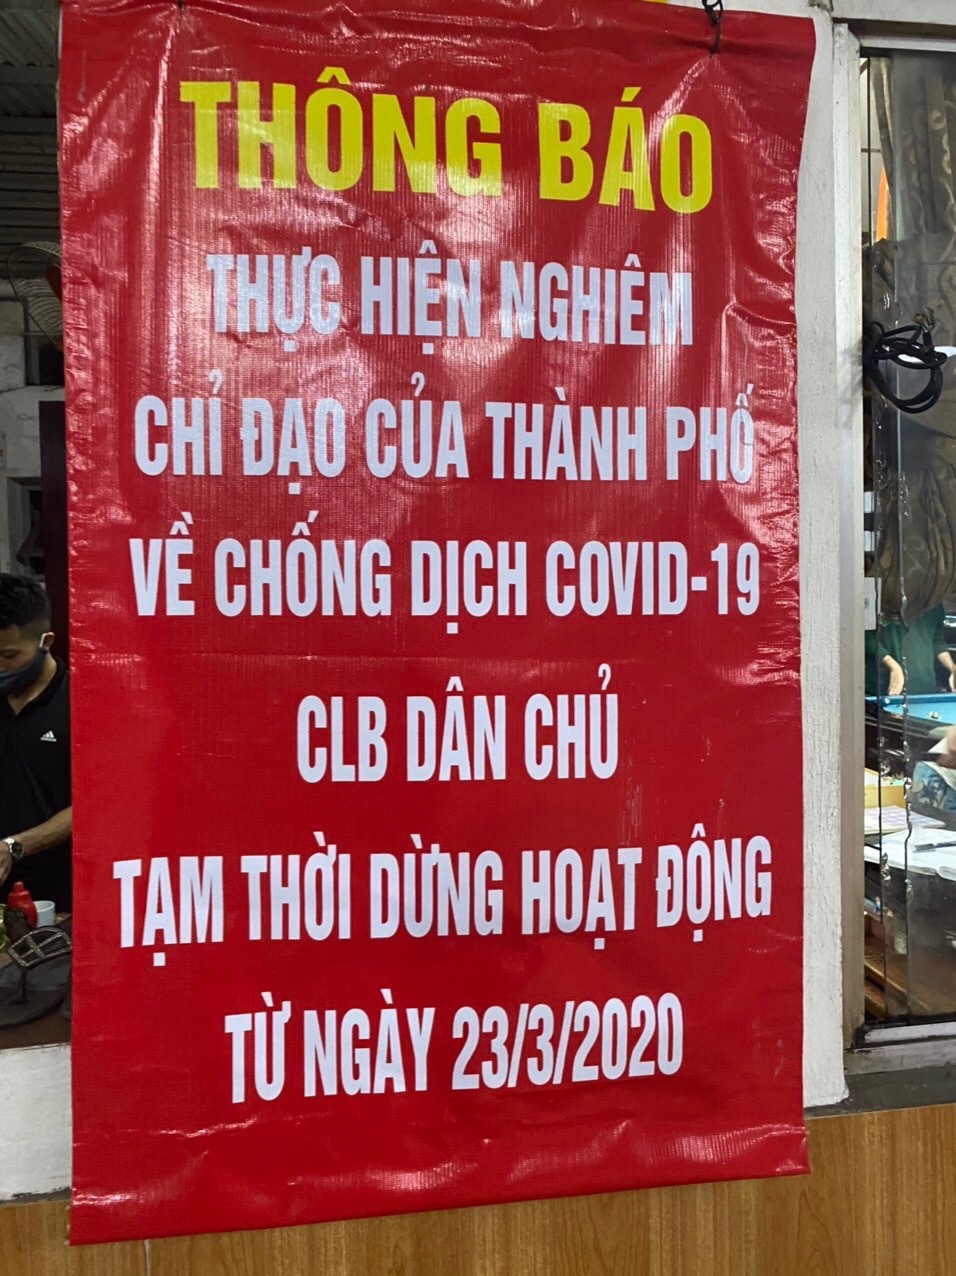 THÔNG BÁO
THỰC HIỆN NGHIÊM
CHỈ ĐẠO CỦA THÀNH PHỐ
VỀ CHỐNG DỊCH COVID-19
CLB DÂN CHỦ
TẠM THỜI DỪNG HOẠT ĐỘNG
TỪ NGÀY 23/3/2020